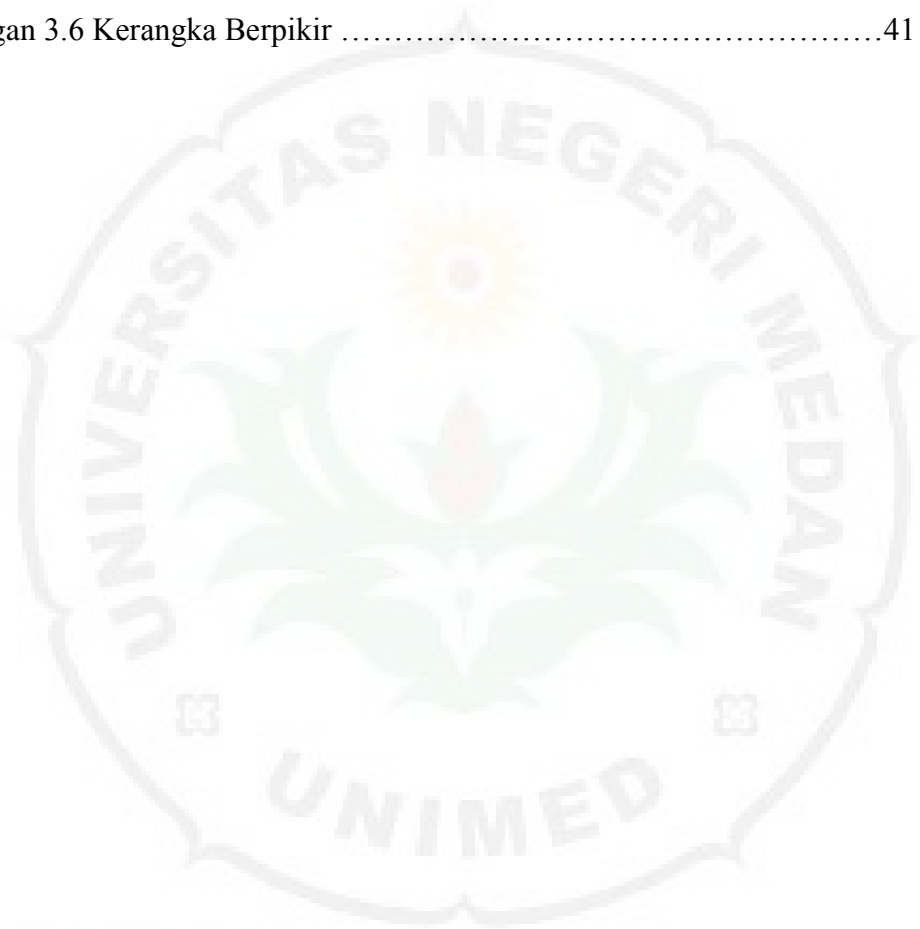 gan 3.6 Kerangka Berpikir ……………………………………………41
UNIVERSITAS NEGERI MEDAN
UNIMED